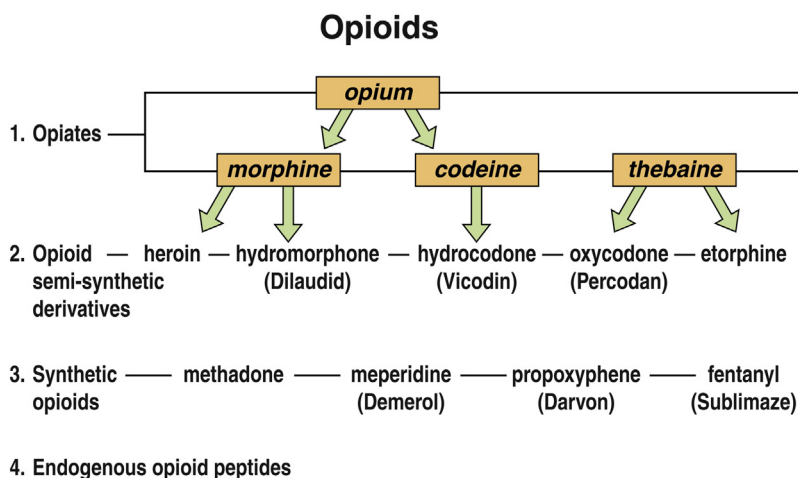 Opioids
opium
1. Opiates
morphine codeine thebaine
2. Opioid — heroin — hydromorphone — hydrocodone — oxycodone — etorphine
semi-synthetic (Dilaudid) (Vicodin) (Percodan)
derivatives
3. Synthetic — methadone — meperidine — propoxyphene — fentanyl
opioids (Demerol) (Darvon) (Sublimaze)
4. Endogenous opioid peptides